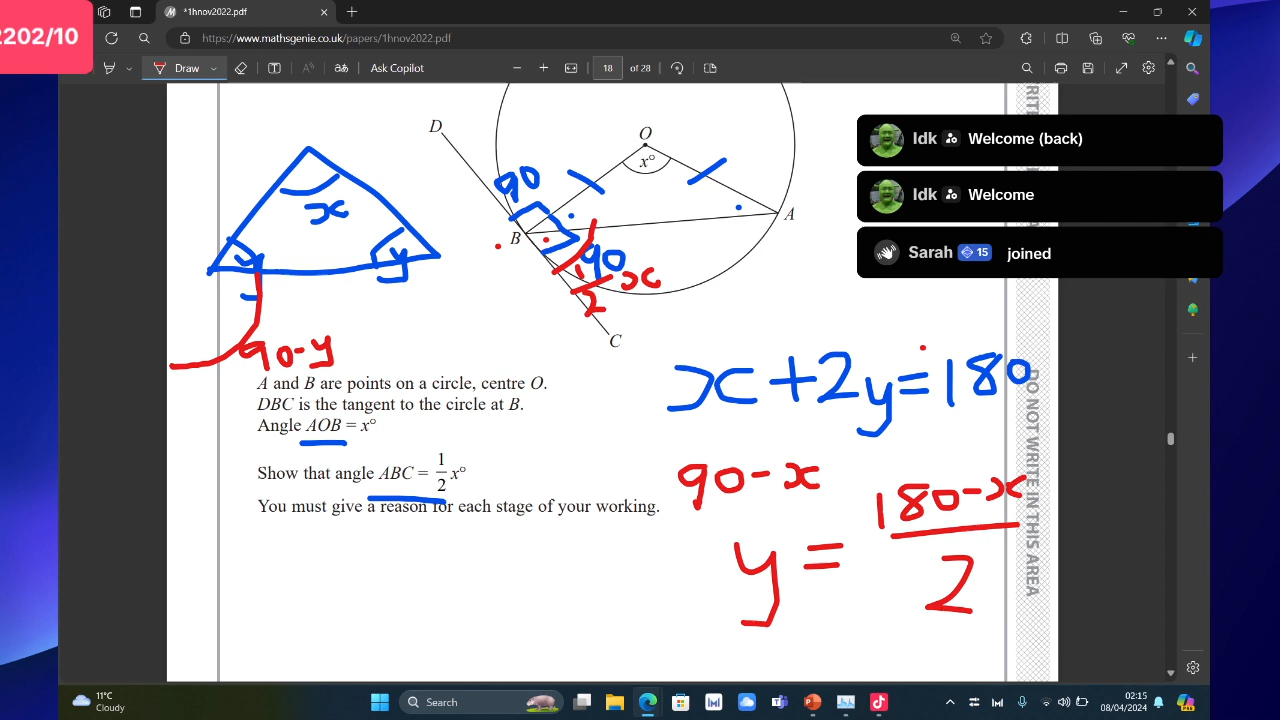 2202/10
*1hnov2022.pdf
https://www.mathsgenie.co.uk/papers/1hnov2022.pdf
Draw
Ask Copilot
18 of 28
D
O
x°
A
B
C
90
90
1/2 x
x
y
y
90-y
Idk Welcome (back)
Idk Welcome
Sarah 15 joined
A and B are points on a circle, centre O.
DBC is the tangent to the circle at B.
Angle AOB = x°
Show that angle ABC = 1/2 x°
You must give a reason for each stage of your working.
x+2y=180
90-x
y = 180-x / 2
DO NOT WRITE IN THIS AREA
11°C
Cloudy
Search
02:15
08/04/2024